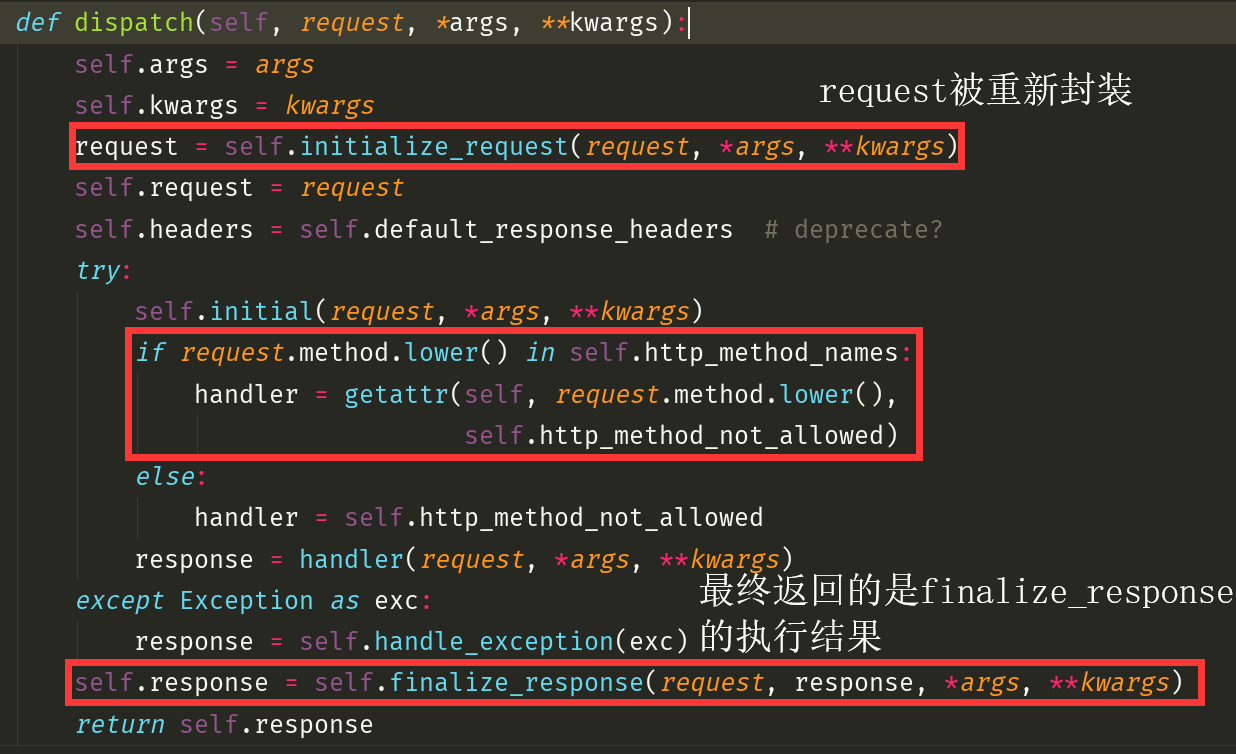 def dispatch(self, request, *args, **kwargs):
    self.args = args
    self.kwargs = kwargs
request被重新封装
    request = self.initialize_request(request, *args, **kwargs)
    self.request = request
    self.headers = self.default_response_headers  # deprecate?
    try:
        self.initial(request, *args, **kwargs)
        if request.method.lower() in self.http_method_names:
            handler = getattr(self, request.method.lower(),
                              self.http_method_not_allowed)
        else:
            handler = self.http_method_not_allowed
        response = handler(request, *args, **kwargs)
    except Exception as exc:
        response = self.handle_exception(exc)
最终返回的是finalize_response
的执行结果
    self.response = self.finalize_response(request, response, *args, **kwargs)
    return self.response